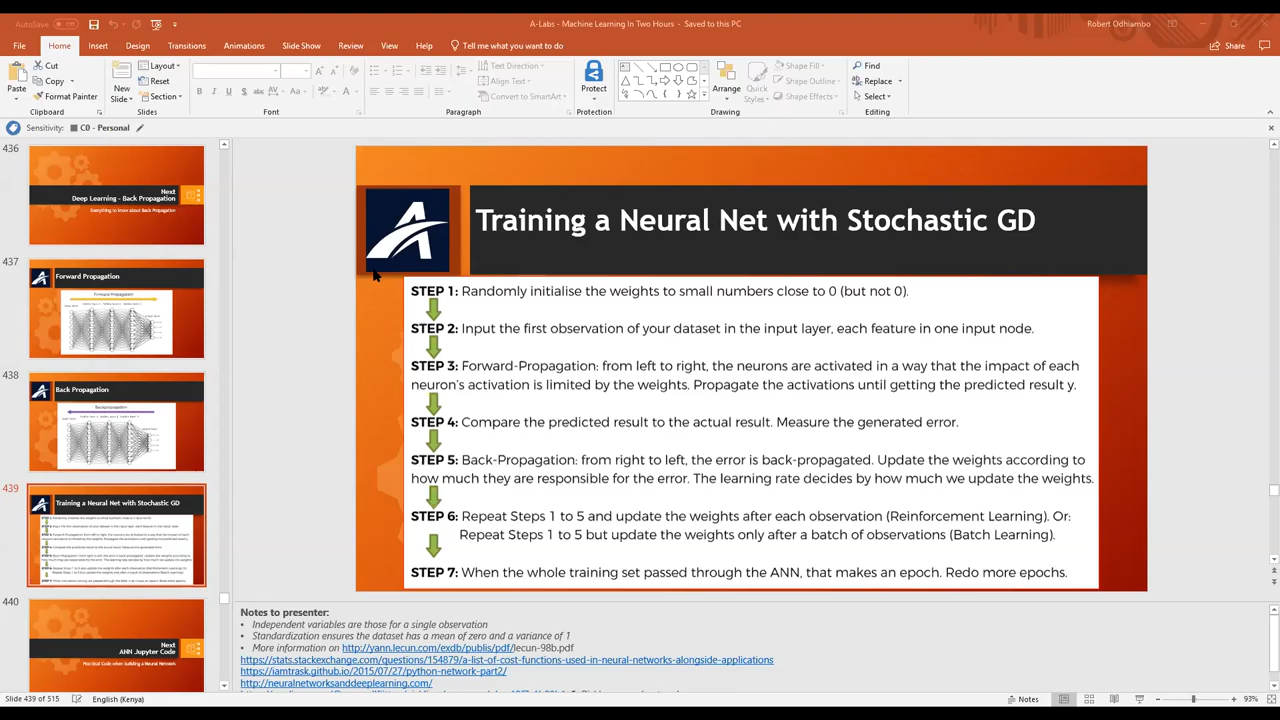 AutoSave Off
A-Labs - Machine Learning In Two Hours - Saved to this PC
Robert Odhiambo
File Home Insert Design Transitions Animations Slide Show Review View Help Tell me what you want to do Share
Paste
Cut
Copy
Format Painter
Clipboard
New
Slide
Layout
Reset
Section
Slides
Font
Text Direction
Align Text
Convert to SmartArt
Paragraph
Protect
Protection
Arrange
Quick
Styles
Shape Fill
Shape Outline
Shape Effects
Drawing
Find
Replace
Select
Editing
Sensitivity: C0 - Personal
436
Next
Deep Learning - Back Propagation
Everything to know about Back Propagation
437
Forward Propagation
438
Back Propagation
Backpropagation
439
Training a Neural Net with Stochastic GD
440
Next
ANN Jupyter Code
Practical Code when building a Neural Network
Training a Neural Net with Stochastic GD
STEP 1: Randomly initialise the weights to small numbers close to 0 (but not 0).
STEP 2: Input the first observation of your dataset in the input layer, each feature in one input node.
STEP 3: Forward-Propagation: from left to right, the neurons are activated in a way that the impact of each
neuron's activation is limited by the weights. Propagate the activations until getting the predicted result y.
STEP 4: Compare the predicted result to the actual result. Measure the generated error.
STEP 5: Back-Propagation: from right to left, the error is back-propagated. Update the weights according to
how much they are responsible for the error. The learning rate decides by how much we update the weights.
STEP 6: Repeat Steps 1 to 5 and update the weights after each observation (Reinforcement Learning). Or:
Repeat Steps 1 to 5 but update the weights only after a batch of observations (Batch Learning).
STEP 7: When the whole training set passed through the ANN, that makes an epoch. Redo more epochs.
Notes to presenter:
• Independent variables are those for a single observation
• Standardization ensures the dataset has a mean of zero and a variance of 1
• More information on http://yann.lecun.com/exdb/publis/pdf/lecun-98b.pdf
https://stats.stackexchange.com/questions/154879/a-list-of-cost-functions-used-in-neural-networks-alongside-applications
https://iamtrask.github.io/2015/07/27/python-network-part2/
http://neuralnetworksanddeeplearning.com/
Slide 439 of 515 English (Kenya) Notes 93%